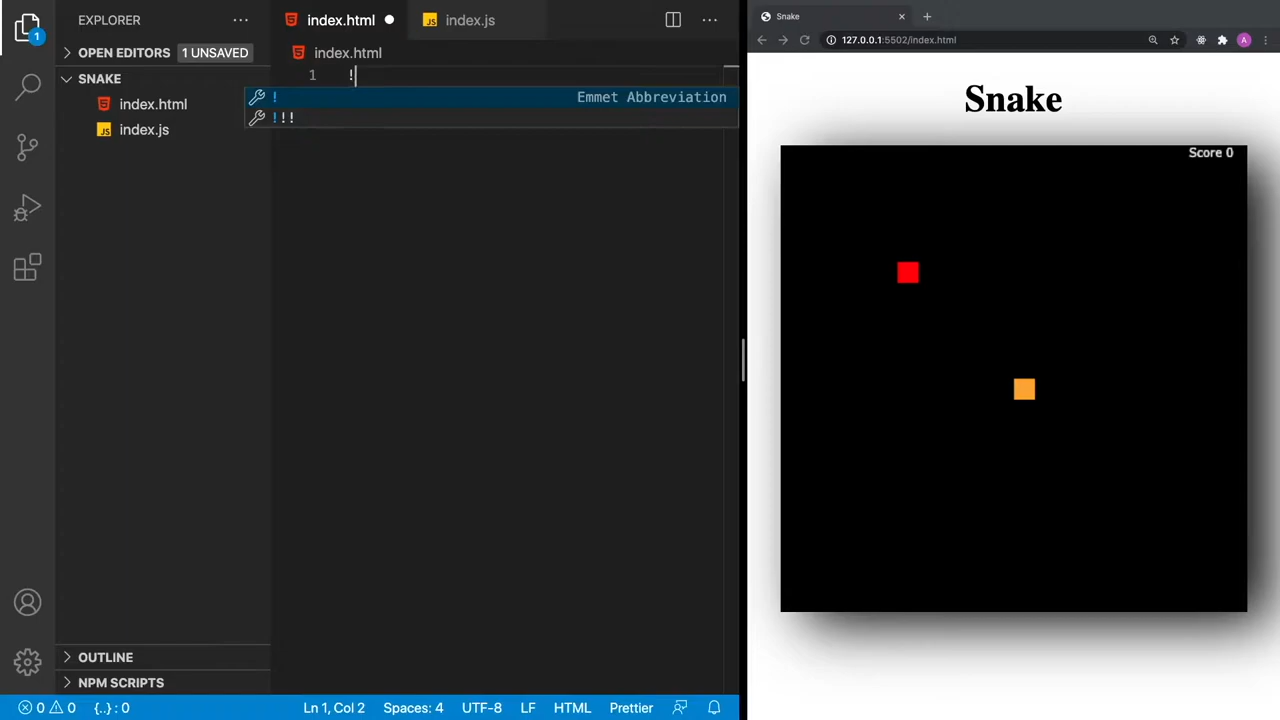 EXPLORER
OPEN EDITORS 1 UNSAVED
SNAKE
index.html
index.js
OUTLINE
NPM SCRIPTS
1
index.html
index.js
index.html
1 !
! Emmet Abbreviation
!!!
0 0 {..} : 0 Ln 1, Col 2 Spaces: 4 UTF-8 LF HTML Prettier
Snake
127.0.0.1:5502/index.html
A
Snake
Score 0